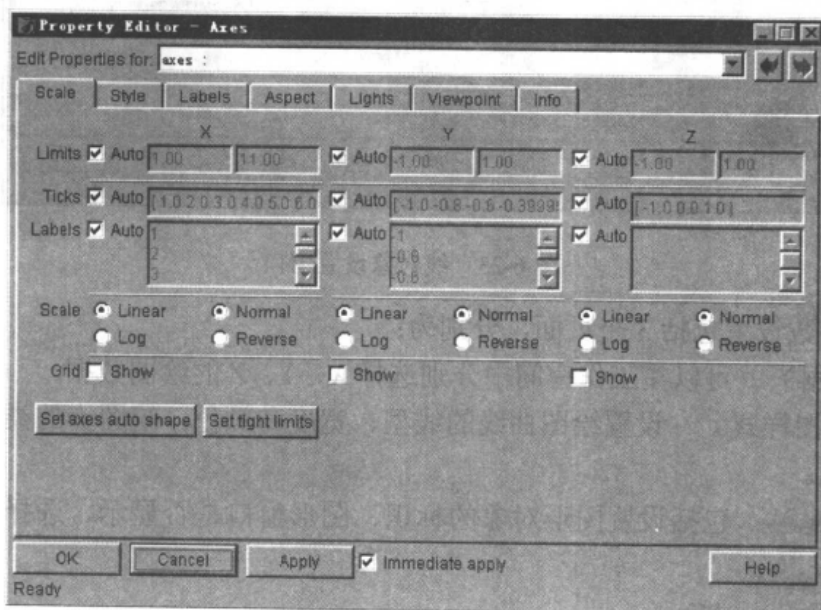 Property Editor - Axes
Edit Properties for: axes :
Scale Style Labels Aspect Lights Viewpoint Info
X Y Z
Limits Auto 1.00 11.00 Auto -1.00 1.00 Auto -1.00 1.00
Ticks Auto [ 1.0 2.0 3.0 4.0 5.0 6.0 Auto [ -1.0 -0.8 -0.6 -0.39999 Auto [ -1.0 0.0 1.0 ]
Labels Auto 1 Auto -1 Auto
2 -0.8
3 -0.6
Scale Linear Normal Linear Normal Linear Normal
Log Reverse Log Reverse Log Reverse
Grid Show Show Show
Set axes auto shape Set tight limits
OK Cancel Apply Immediate apply Help
Ready